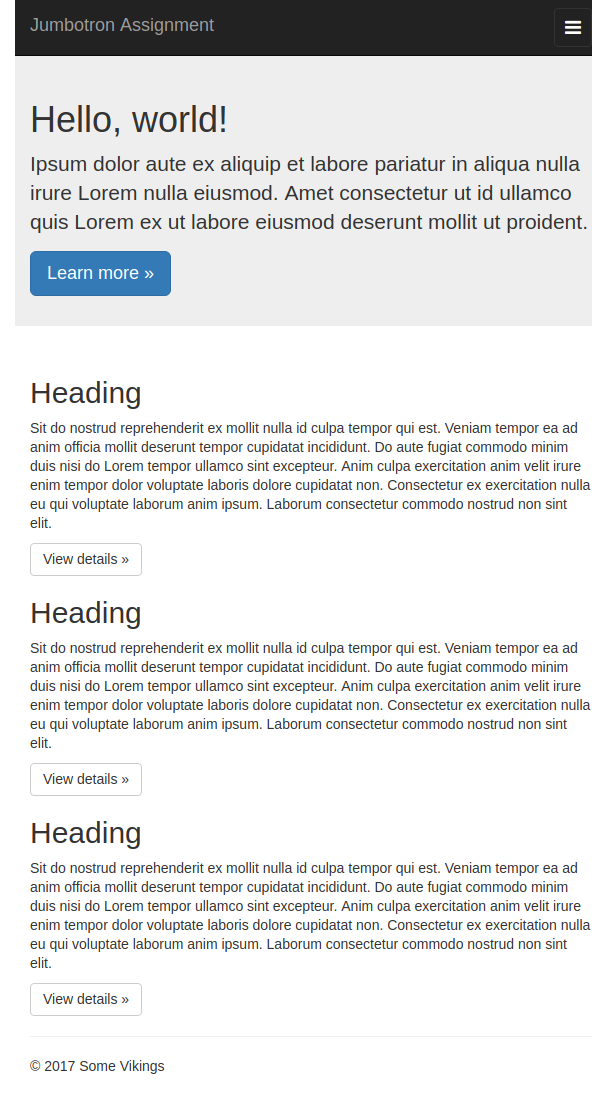 Jumbotron Assignment
Hello, world!
Ipsum dolor aute ex aliquip et labore pariatur in aliqua nulla
irure Lorem nulla eiusmod. Amet consectetur ut id ullamco
quis Lorem ex ut labore eiusmod deserunt mollit ut proident.
Learn more »
Heading
Sit do nostrud reprehenderit ex mollit nulla id culpa tempor qui est. Veniam tempor ea ad
anim officia mollit deserunt tempor cupidatat incididunt. Do aute fugiat commodo minim
duis nisi do Lorem tempor ullamco sint excepteur. Anim culpa exercitation anim velit irure
enim tempor dolor voluptate laboris dolore cupidatat non. Consectetur ex exercitation nulla
eu qui voluptate laborum anim ipsum. Laborum consectetur commodo nostrud non sint
elit.
View details »
Heading
Sit do nostrud reprehenderit ex mollit nulla id culpa tempor qui est. Veniam tempor ea ad
anim officia mollit deserunt tempor cupidatat incididunt. Do aute fugiat commodo minim
duis nisi do Lorem tempor ullamco sint excepteur. Anim culpa exercitation anim velit irure
enim tempor dolor voluptate laboris dolore cupidatat non. Consectetur ex exercitation nulla
eu qui voluptate laborum anim ipsum. Laborum consectetur commodo nostrud non sint
elit.
View details »
Heading
Sit do nostrud reprehenderit ex mollit nulla id culpa tempor qui est. Veniam tempor ea ad
anim officia mollit deserunt tempor cupidatat incididunt. Do aute fugiat commodo minim
duis nisi do Lorem tempor ullamco sint excepteur. Anim culpa exercitation anim velit irure
enim tempor dolor voluptate laboris dolore cupidatat non. Consectetur ex exercitation nulla
eu qui voluptate laborum anim ipsum. Laborum consectetur commodo nostrud non sint
elit.
View details »
© 2017 Some Vikings